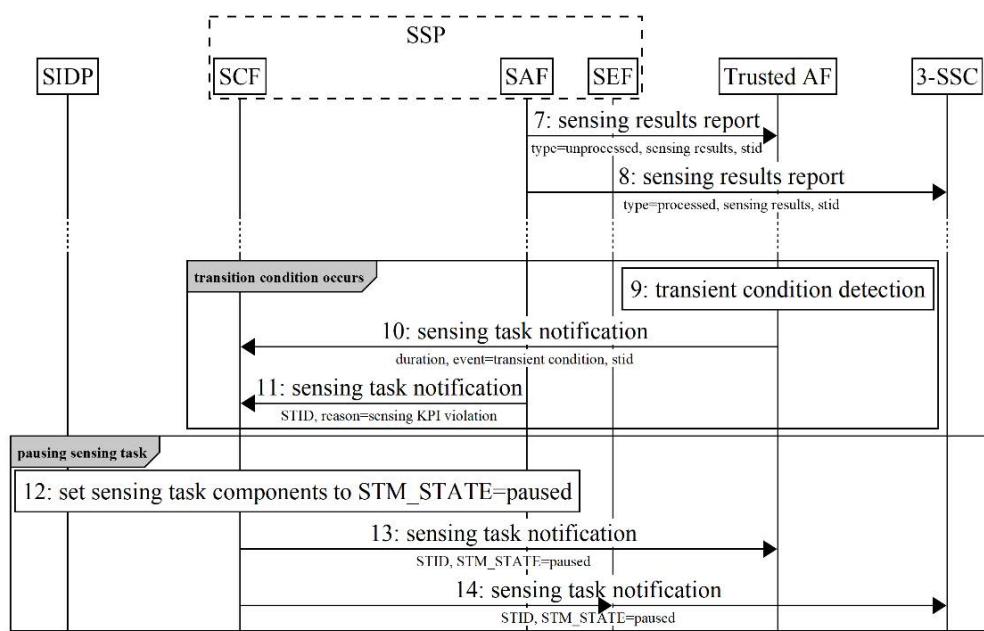 SSP
SIDP
SCF
SAF
SEF
Trusted AF
3-SSC
7: sensing results report
type=unprocessed, sensing results, stid
8: sensing results report
type=processed, sensing results, stid
transition condition occurs
9: transient condition detection
10: sensing task notification
duration, event=transient condition, stid
11: sensing task notification
STID, reason=sensing KPI violation
pausing sensing task
12: set sensing task components to STM_STATE=paused
13: sensing task notification
STID, STM_STATE=paused
14: sensing task notification
STID, STM_STATE=paused